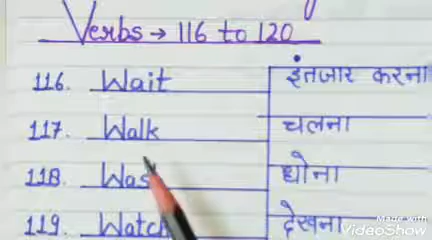 Verbs → 116 to 120
116. Wait इंतजार करना
117. Walk चलना
118. Was धोना
119. Watch देखना
Made with
VideoShow